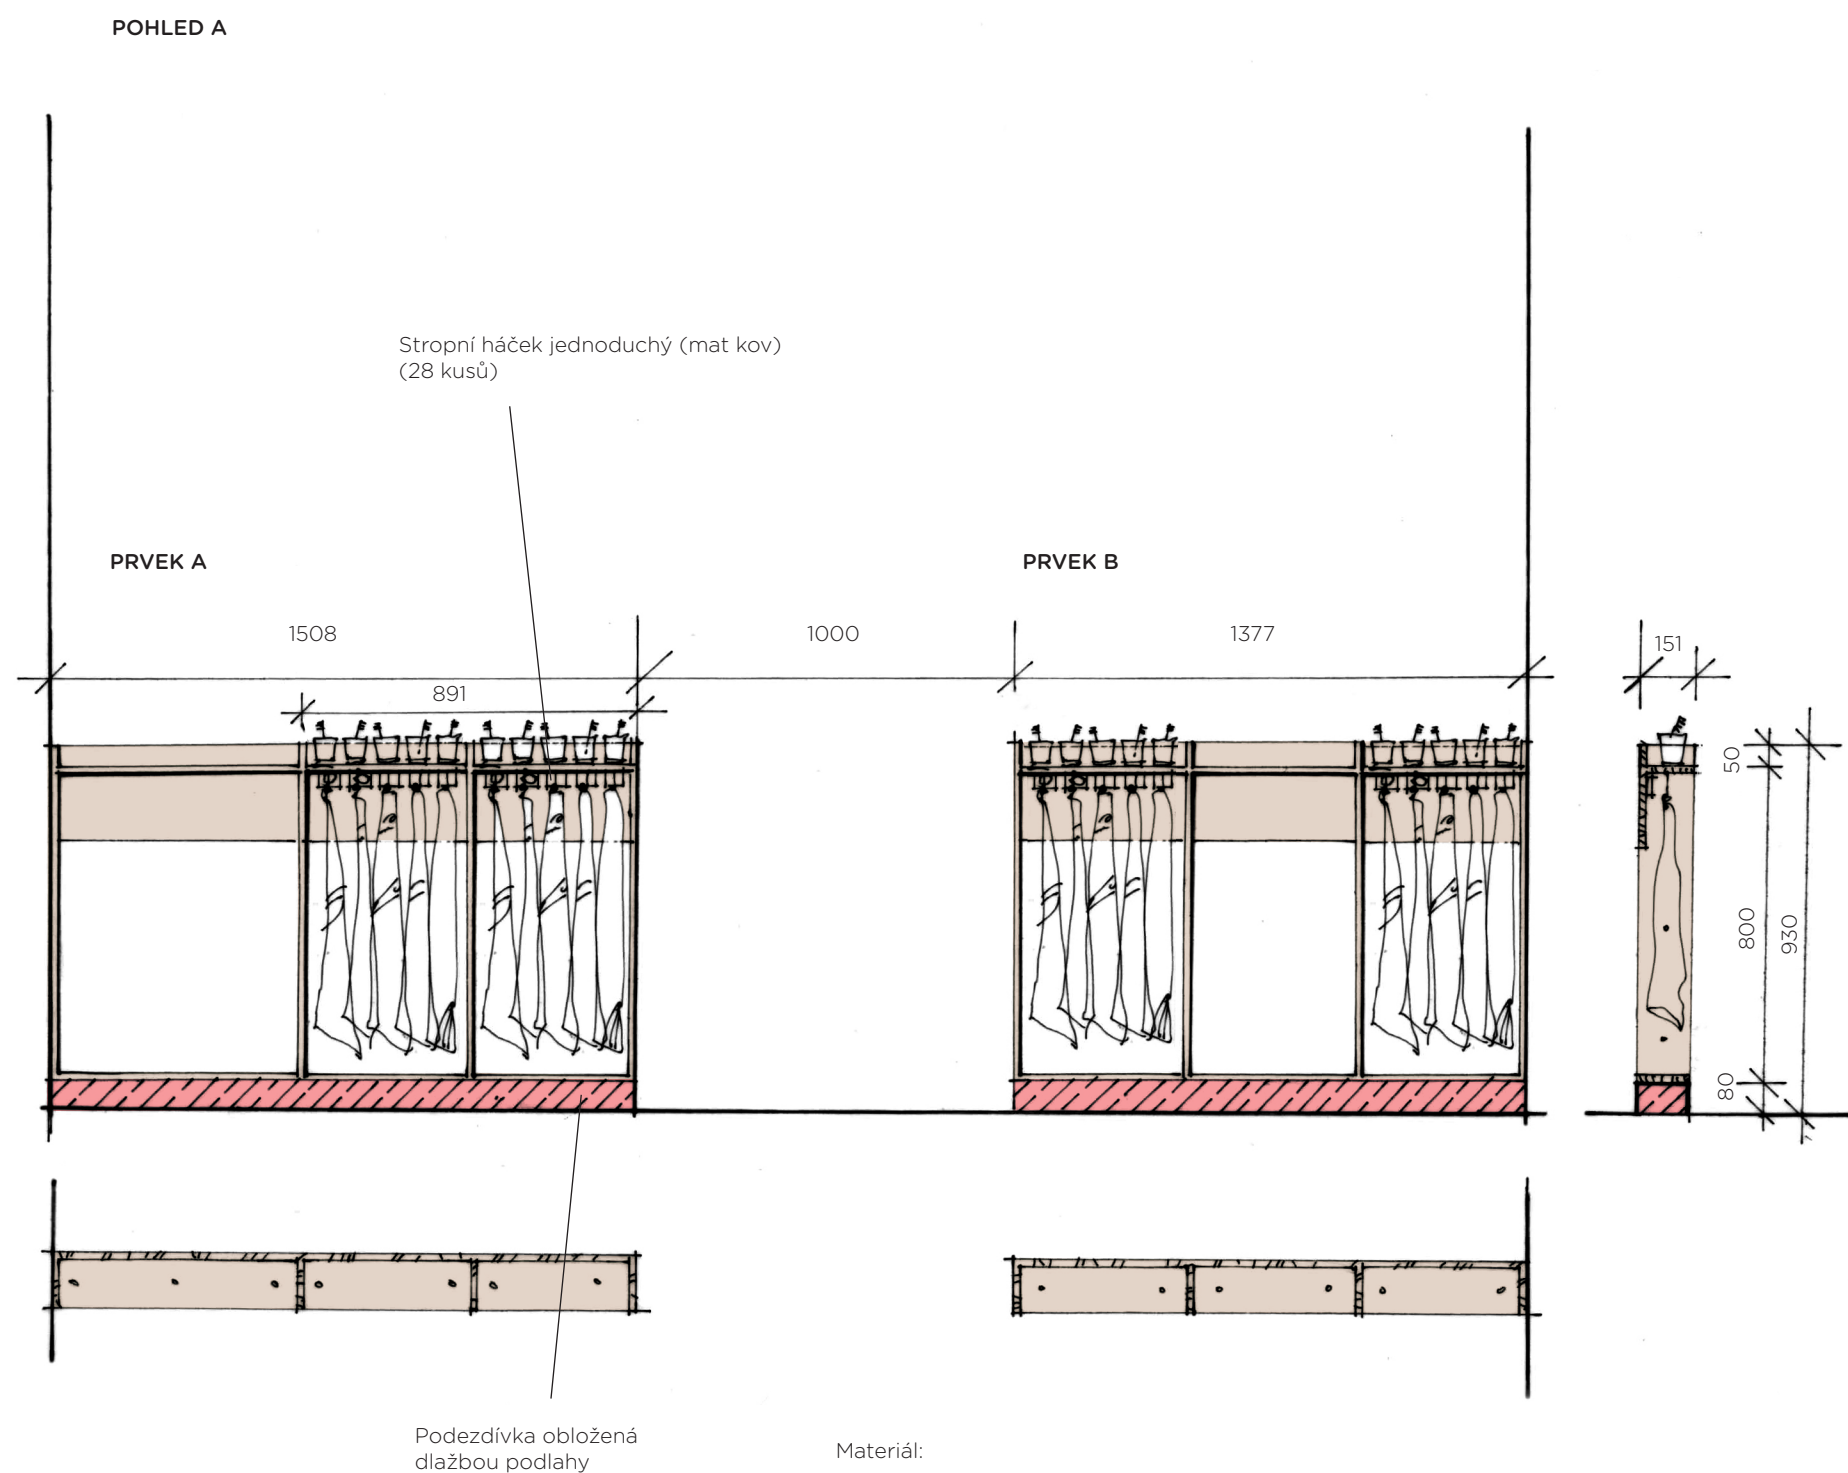 POHLED A
Stropní háček jednoduchý (mat kov)
(28 kusů)
PRVEK A
PRVEK B
1508
1000
1377
151
891
50
800
930
80
Podezdívka obložená
dlažbou podlahy
Materiál: